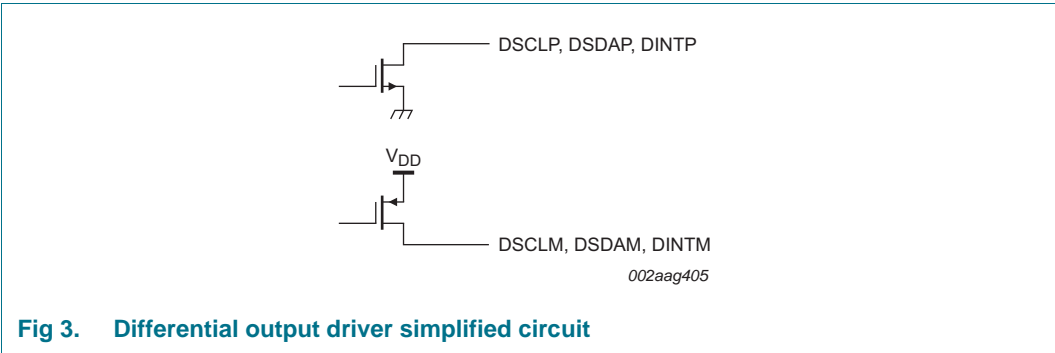 DSCLP, DSDAP, DINTP
VDD
DSCLM, DSDAM, DINTM
002aag405
Fig 3. Differential output driver simplified circuit